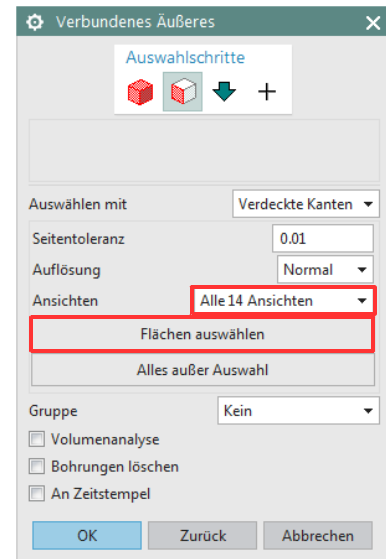 Verbundenes Äußeres
Auswahlschritte
Auswählen mit Verdeckte Kanten
Seitentoleranz 0.01
Auflösung Normal
Ansichten Alle 14 Ansichten
Flächen auswählen
Alles außer Auswahl
Gruppe Kein
Volumenanalyse
Bohrungen löschen
An Zeitstempel
OK Zurück Abbrechen